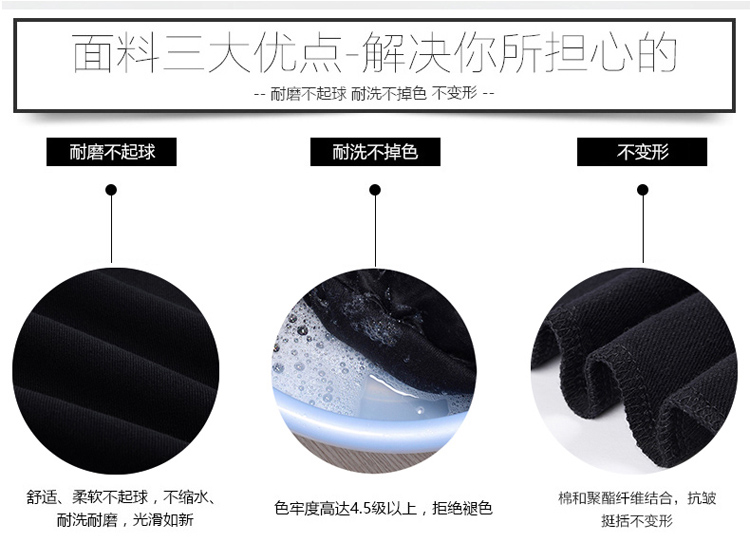 面料三大优点-解决你所担心的
-- 耐磨不起球 耐洗不掉色 不变形 --
耐磨不起球
耐洗不掉色
不变形
舒适、柔软不起球，不缩水、
耐洗耐磨，光滑如新
色牢度高达4.5级以上，拒绝褪色
棉和聚酯纤维结合，抗皱
挺括不变形